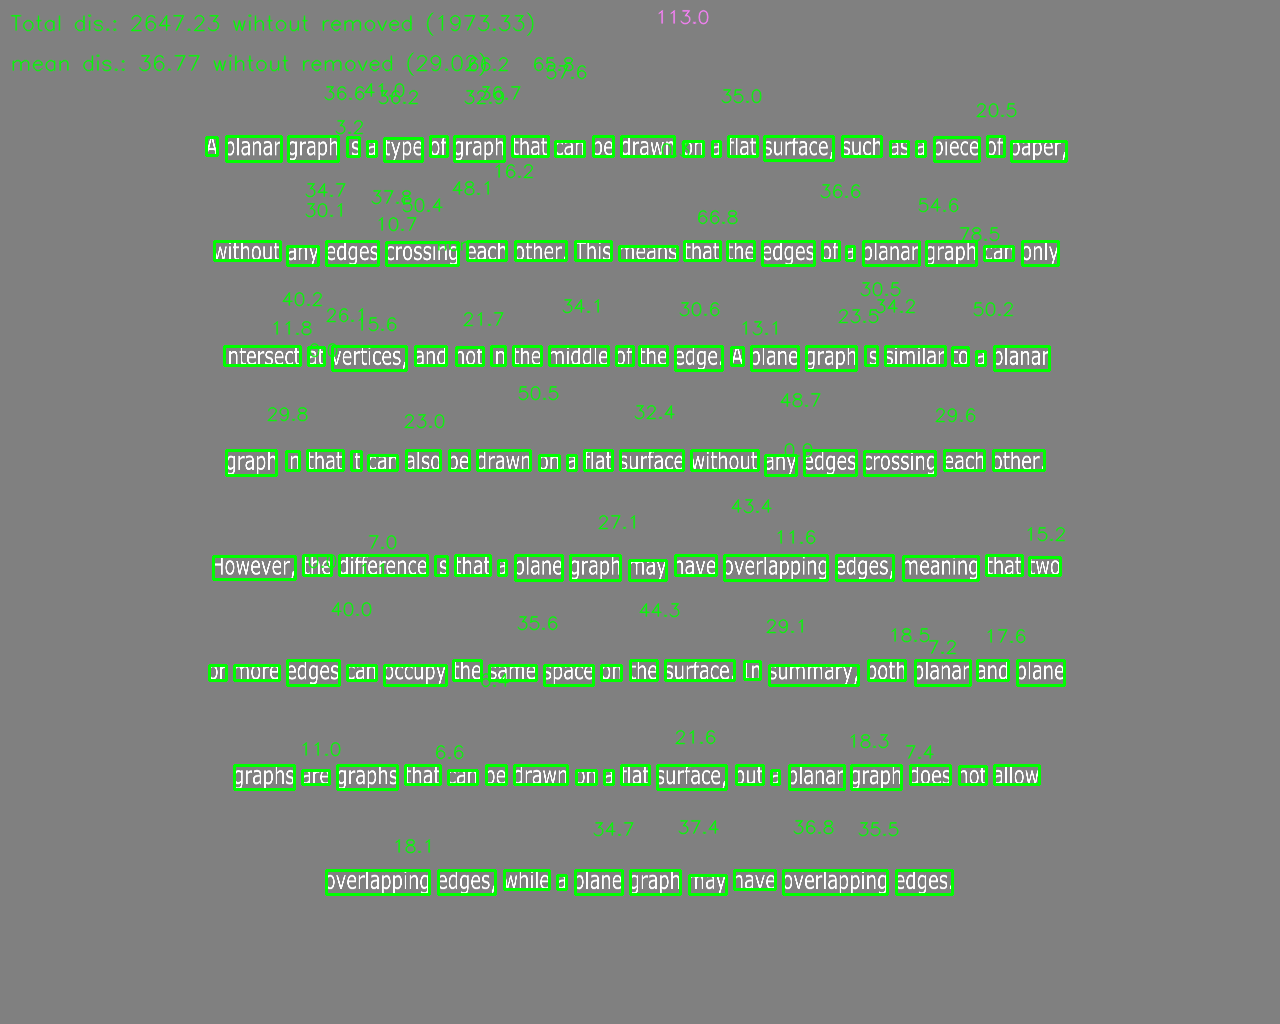 Total dis.: 2647.23 wihtout removed (1973.33)
113.0
mean dis.: 36.77 wihtout removed (29.02)
66.2 65.8 57.6
36.6 41.0 36.2 32.9 36.7 35.0
20.5
3.2
A planar graph is a type of graph that can be drawn on a flat surface, such as a piece of paper,
16.2
34.7 37.8 48.1 36.6
30.1 50.4 54.6
10.7 66.8 78.5
without any edges crossing each other. This means that the edges of a planar graph can only
30.5
40.2 34.1 30.6 34.2 50.2
11.8 26.1 15.6 21.7 13.1 23.5
intersect at vertices, and not in the middle of the edge. A plane graph is similar to a planar
50.5 48.7
29.8 23.0 32.4 29.6
graph in that it can also be drawn on a flat surface without any edges crossing each other.
43.4
27.1
7.0 11.6 15.2
However, the difference is that a plane graph may have overlapping edges, meaning that two
40.0 44.3
35.6 29.1 18.5 17.6
7.2
or more edges can occupy the same space on the surface. In summary, both planar and plane
21.6 18.3
11.0 6.6 7.4
graphs are graphs that can be drawn on a flat surface, but a planar graph does not allow
34.7 37.4 36.8 35.5
18.1
overlapping edges, while a plane graph may have overlapping edges.